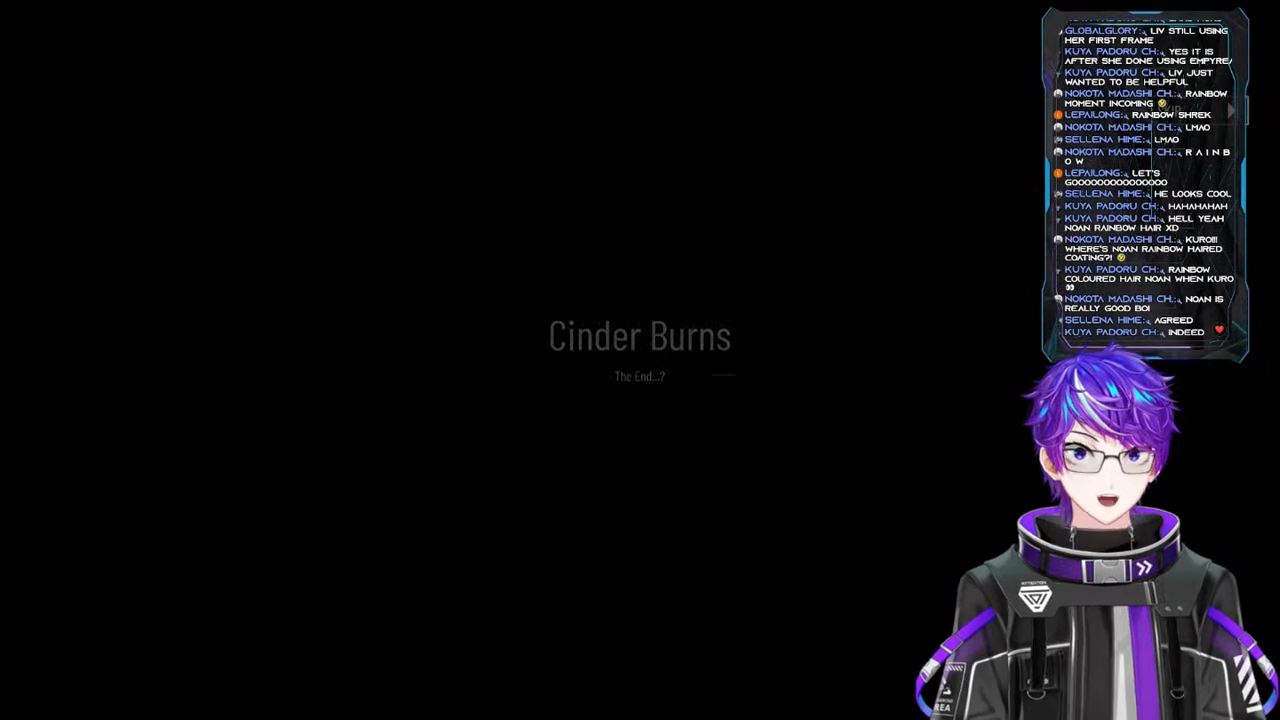 GLOBALGLORY: LIV STILL USING
HER FIRST FRAME
KUYA PADORU CH: YES IT IS
AFTER SHE DONE USING EMPYREA
KUYA PADORU CH: LIV JUST
WANTED TO BE HELPFUL
NOKOTA MADASHI CH.: RAINBOW
MOMENT INCOMING 🤣
LEPAILONG: RAINBOW SHREK
NOKOTA MADASHI CH.: LMAO
SELLENA HIME: LMAO
NOKOTA MADASHI CH.: R A I N B
O W
LEPAILONG: LET'S
GOOOOOOOOOOOOOOO
SELLENA HIME: HE LOOKS COOL
KUYA PADORU CH: HAHAHAHAH
KUYA PADORU CH: HELL YEAH
NOAN RAINBOW HAIR XD
NOKOTA MADASHI CH.: KURO!!!
WHERE'S NOAN RAINBOW HAIRED
COATING?! 🤣
KUYA PADORU CH: RAINBOW
COLOURED HAIR NOAN WHEN KURO
👀
NOKOTA MADASHI CH.: NOAN IS
REALLY GOOD BOI
SELLENA HIME: AGREED
KUYA PADORU CH: INDEED ❤️
SKIP
Cinder Burns
The End...?
REA